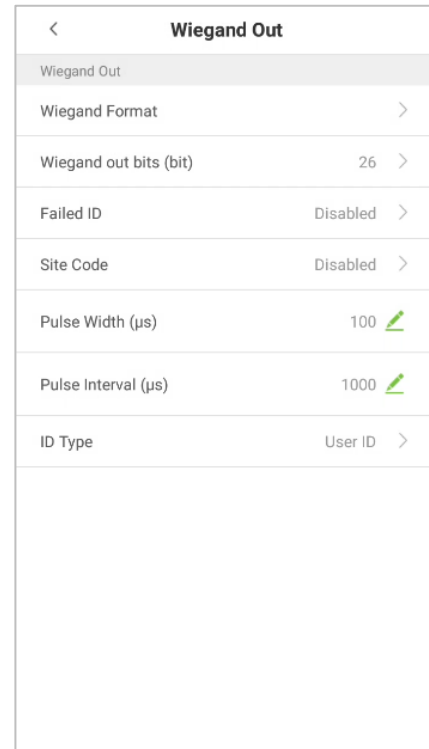 Wiegand Out
Wiegand Out
Wiegand Format
Wiegand out bits (bit) 26
Failed ID Disabled
Site Code Disabled
Pulse Width (μs) 100
Pulse Interval (μs) 1000
ID Type User ID